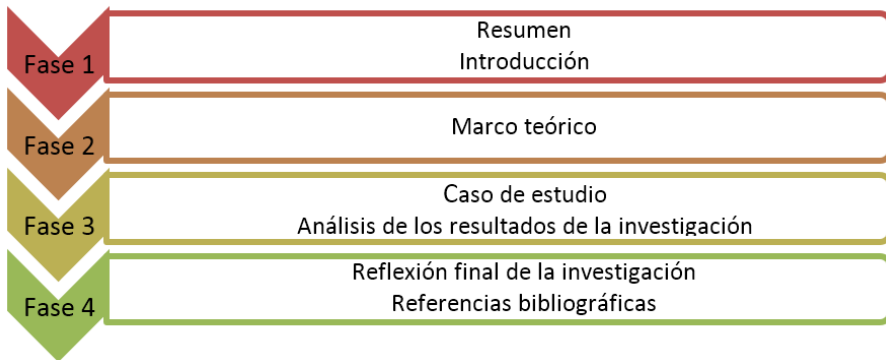 Fase 1
Resumen
Introducción
Fase 2
Marco teórico
Fase 3
Caso de estudio
Análisis de los resultados de la investigación
Fase 4
Reflexión final de la investigación
Referencias bibliográficas